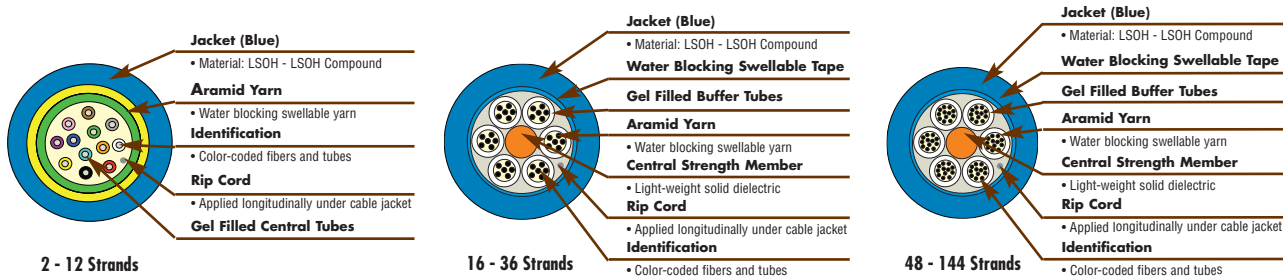 Jacket (Blue)
• Material: LSOH - LSOH Compound
Aramid Yarn
• Water blocking swellable yarn
Identification
• Color-coded fibers and tubes
Rip Cord
• Applied longitudinally under cable jacket
Gel Filled Central Tubes
2 - 12 Strands
Jacket (Blue)
• Material: LSOH - LSOH Compound
Water Blocking Swellable Tape
Gel Filled Buffer Tubes
Aramid Yarn
• Water blocking swellable yarn
Central Strength Member
• Light-weight solid dielectric
Rip Cord
• Applied longitudinally under cable jacket
Identification
• Color-coded fibers and tubes
16 - 36 Strands
Jacket (Blue)
• Material: LSOH - LSOH Compound
Water Blocking Swellable Tape
Gel Filled Buffer Tubes
Aramid Yarn
• Water blocking swellable yarn
Central Strength Member
• Light-weight solid dielectric
Rip Cord
• Applied longitudinally under cable jacket
Identification
• Color-coded fibers and tubes
48 - 144 Strands